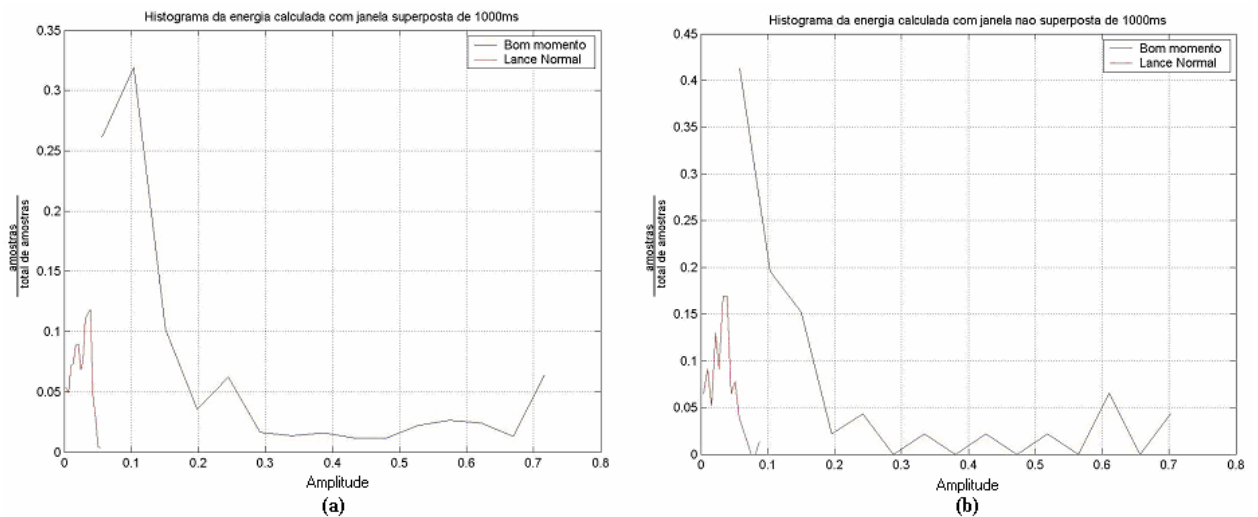 Histograma da energia calculada com janela superposta de 1000ms
0.35
0.3
0.25
0.2
0.15
0.1
0.05
0
Bom momento
Lance Normal
amostras
total de amostras
0 0.1 0.2 0.3 0.4 0.5 0.6 0.7 0.8
Amplitude
(a)
Histograma da energia calculada com janela nao superposta de 1000ms
0.45
0.4
0.35
0.3
0.25
0.2
0.15
0.1
0.05
0
Bom momento
Lance Normal
amostras
total de amostras
0 0.1 0.2 0.3 0.4 0.5 0.6 0.7 0.8
Amplitude
(b)